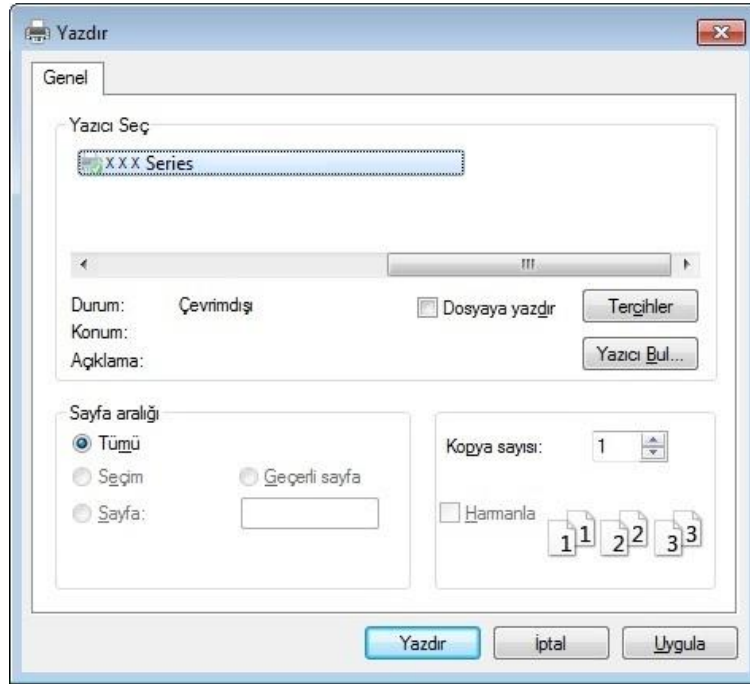 Yazdır
Genel
Yazıcı Seç
X X X Series
Durum: Çevrimdışı
Dosyaya yazdır
Tercihler
Konum:
Açıklama:
Yazıcı Bul...
Sayfa aralığı
Tümü
Seçim
Geçerli sayfa
Sayfa:
Kopya sayısı: 1
Harmanla
1 1 2 2 3 3
Yazdır
İptal
Uygula